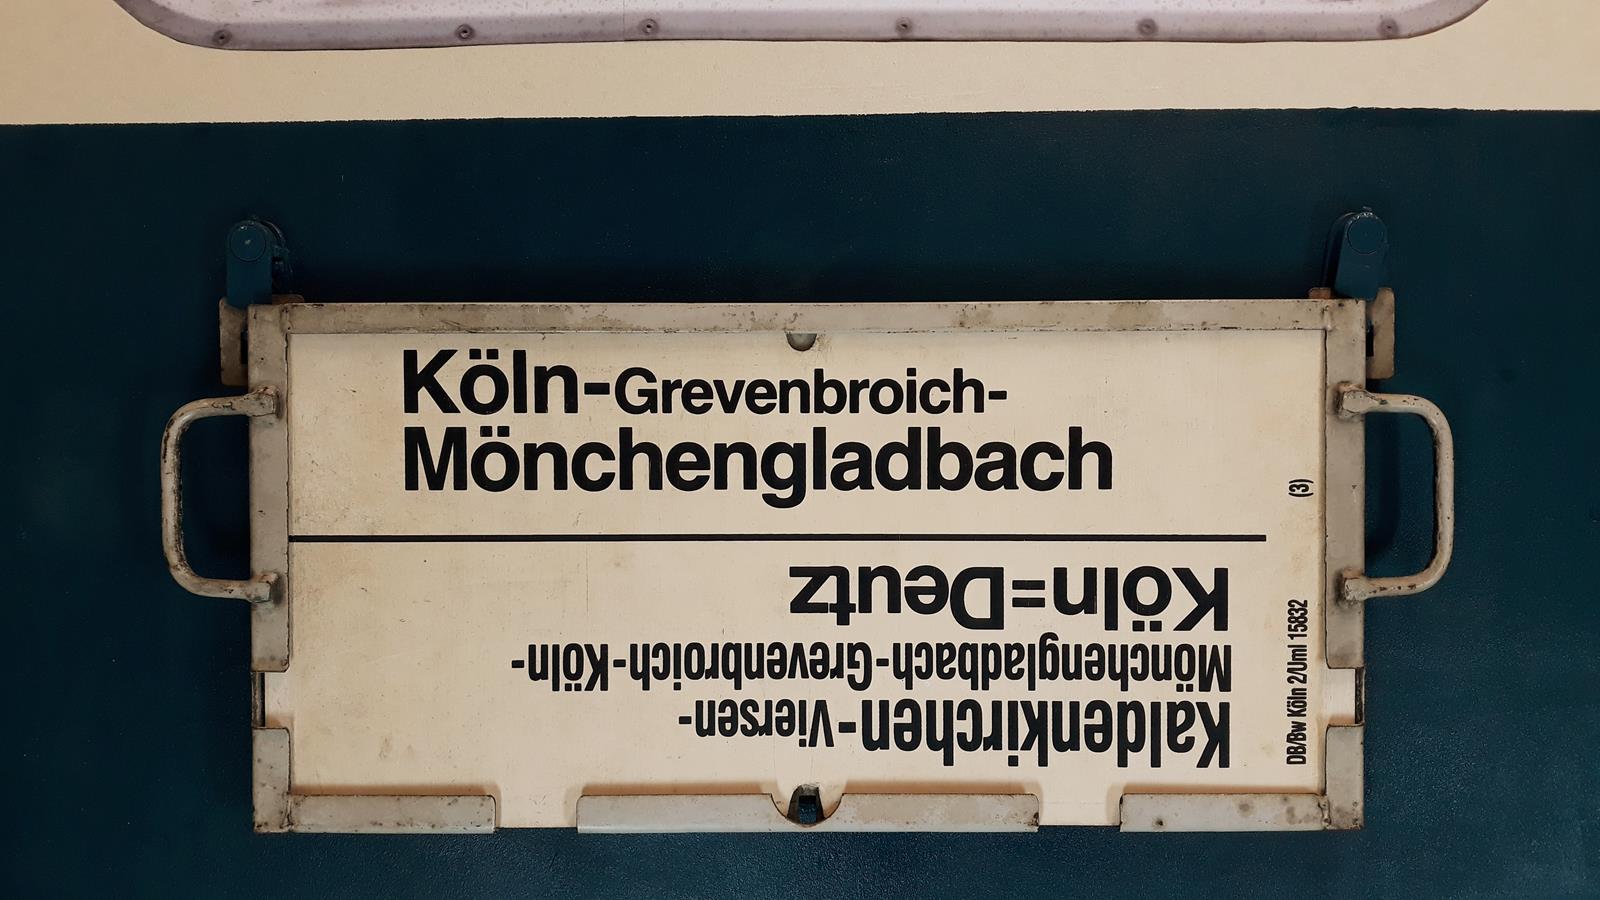 Köln-Grevenbroich-
Mönchengladbach
Kaldenkirchen-Viersen-
Mönchengladbach-Grevenbroich-Köln-
Köln=Deutz
DB/Bw Köln 2/Uml 15832 (3)